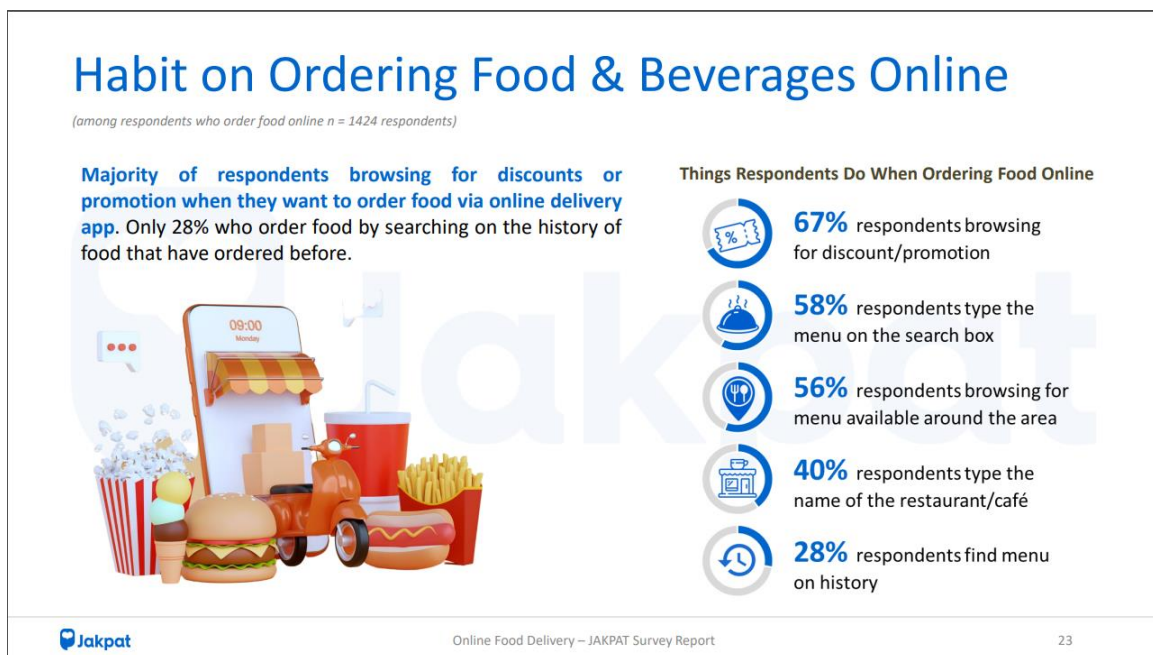 Habit on Ordering Food & Beverages Online
(among respondents who order food online n = 1424 respondents)
Majority of respondents browsing for discounts or
promotion when they want to order food via online delivery
app. Only 28% who order food by searching on the history of
food that have ordered before.
09:00
Monday
Things Respondents Do When Ordering Food Online
%
67% respondents browsing
for discount/promotion
58% respondents type the
menu on the search box
56% respondents browsing for
menu available around the area
40% respondents type the
name of the restaurant/café
28% respondents find menu
on history
Jakpat
Jakpat
Online Food Delivery – JAKPAT Survey Report
23